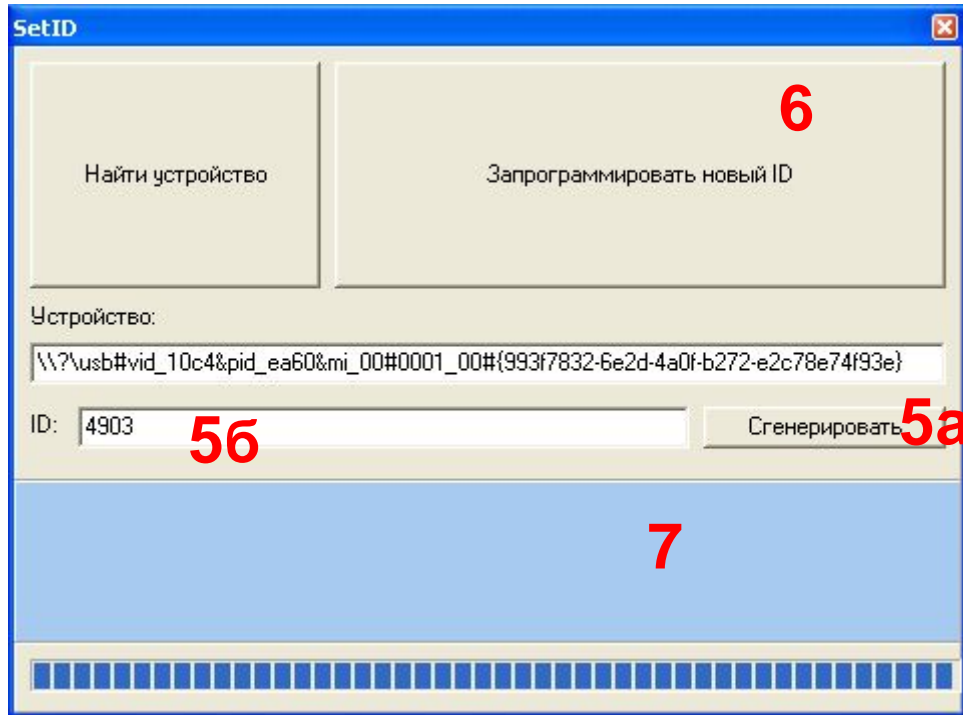 SetID
6
Найти устройство
Запрограммировать новый ID
Устройство:
\\?\usb#vid_10c4&pid_ea60&mi_00#0001_00#{993f7832-6e2d-4a0f-b272-e2c78e74f93e}
ID: 4903
5б
Сгенерировать
5а
7